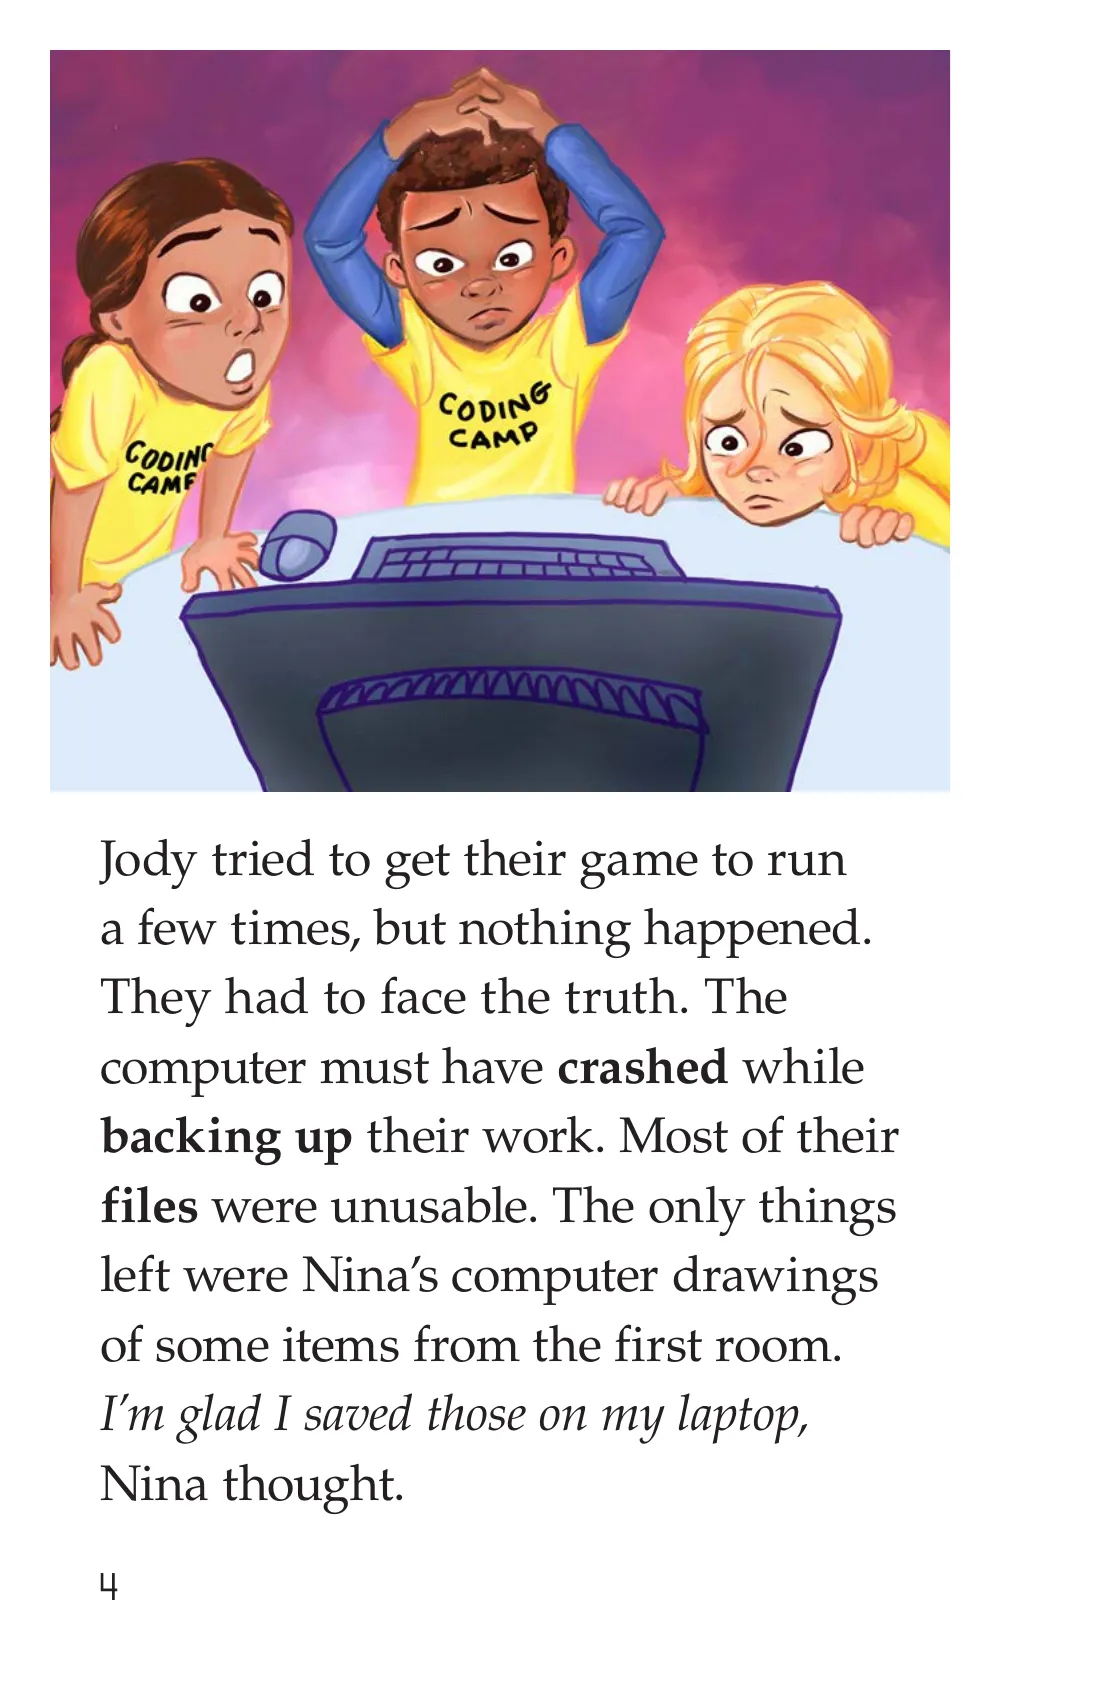 CODING
CAMP
CODING
CAMP
Jody tried to get their game to run
a few times, but nothing happened.
They had to face the truth. The
computer must have crashed while
backing up their work. Most of their
files were unusable. The only things
left were Nina’s computer drawings
of some items from the first room.
I’m glad I saved those on my laptop,
Nina thought.
4